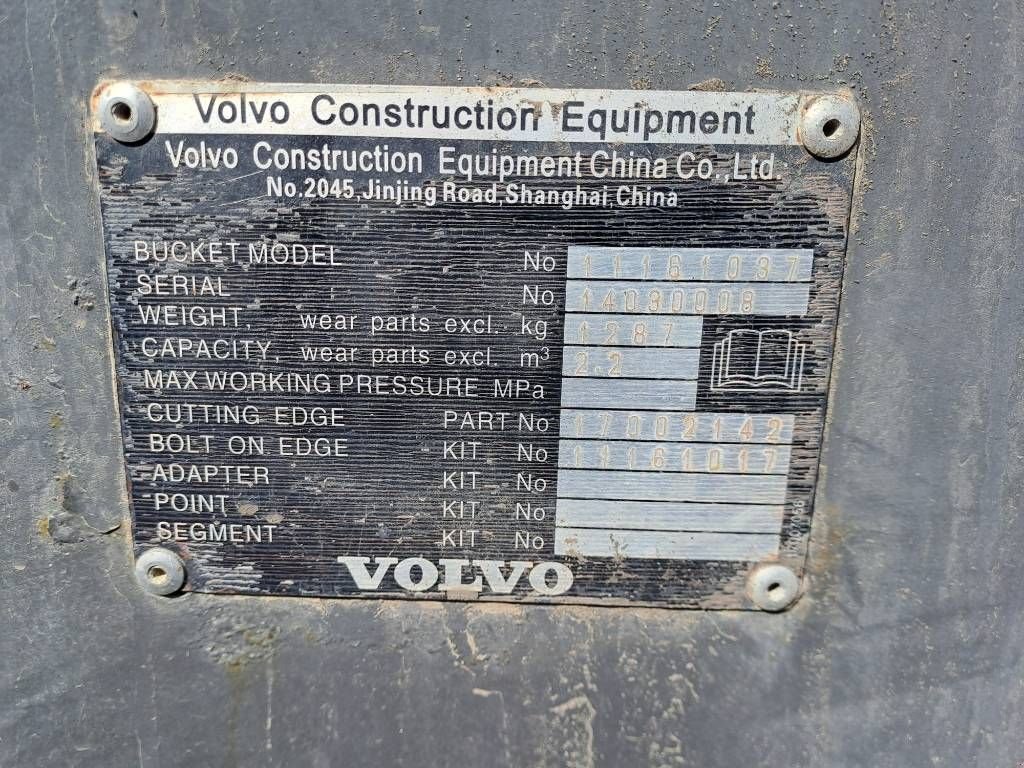 Volvo Construction Equipment
Volvo Construction Equipment China Co.,Ltd.
No.2045,Jinjing Road,Shanghai,China
BUCKET MODEL No 11161037
SERIAL No 14030008
WEIGHT, wear parts excl. kg 1287
CAPACITY, wear parts excl. m³ 2.2
MAX WORKING PRESSURE MPa
CUTTING EDGE PART No 17002142
BOLT ON EDGE KIT No 11161017
ADAPTER KIT No
POINT KIT No
SEGMENT KIT No
VOLVO